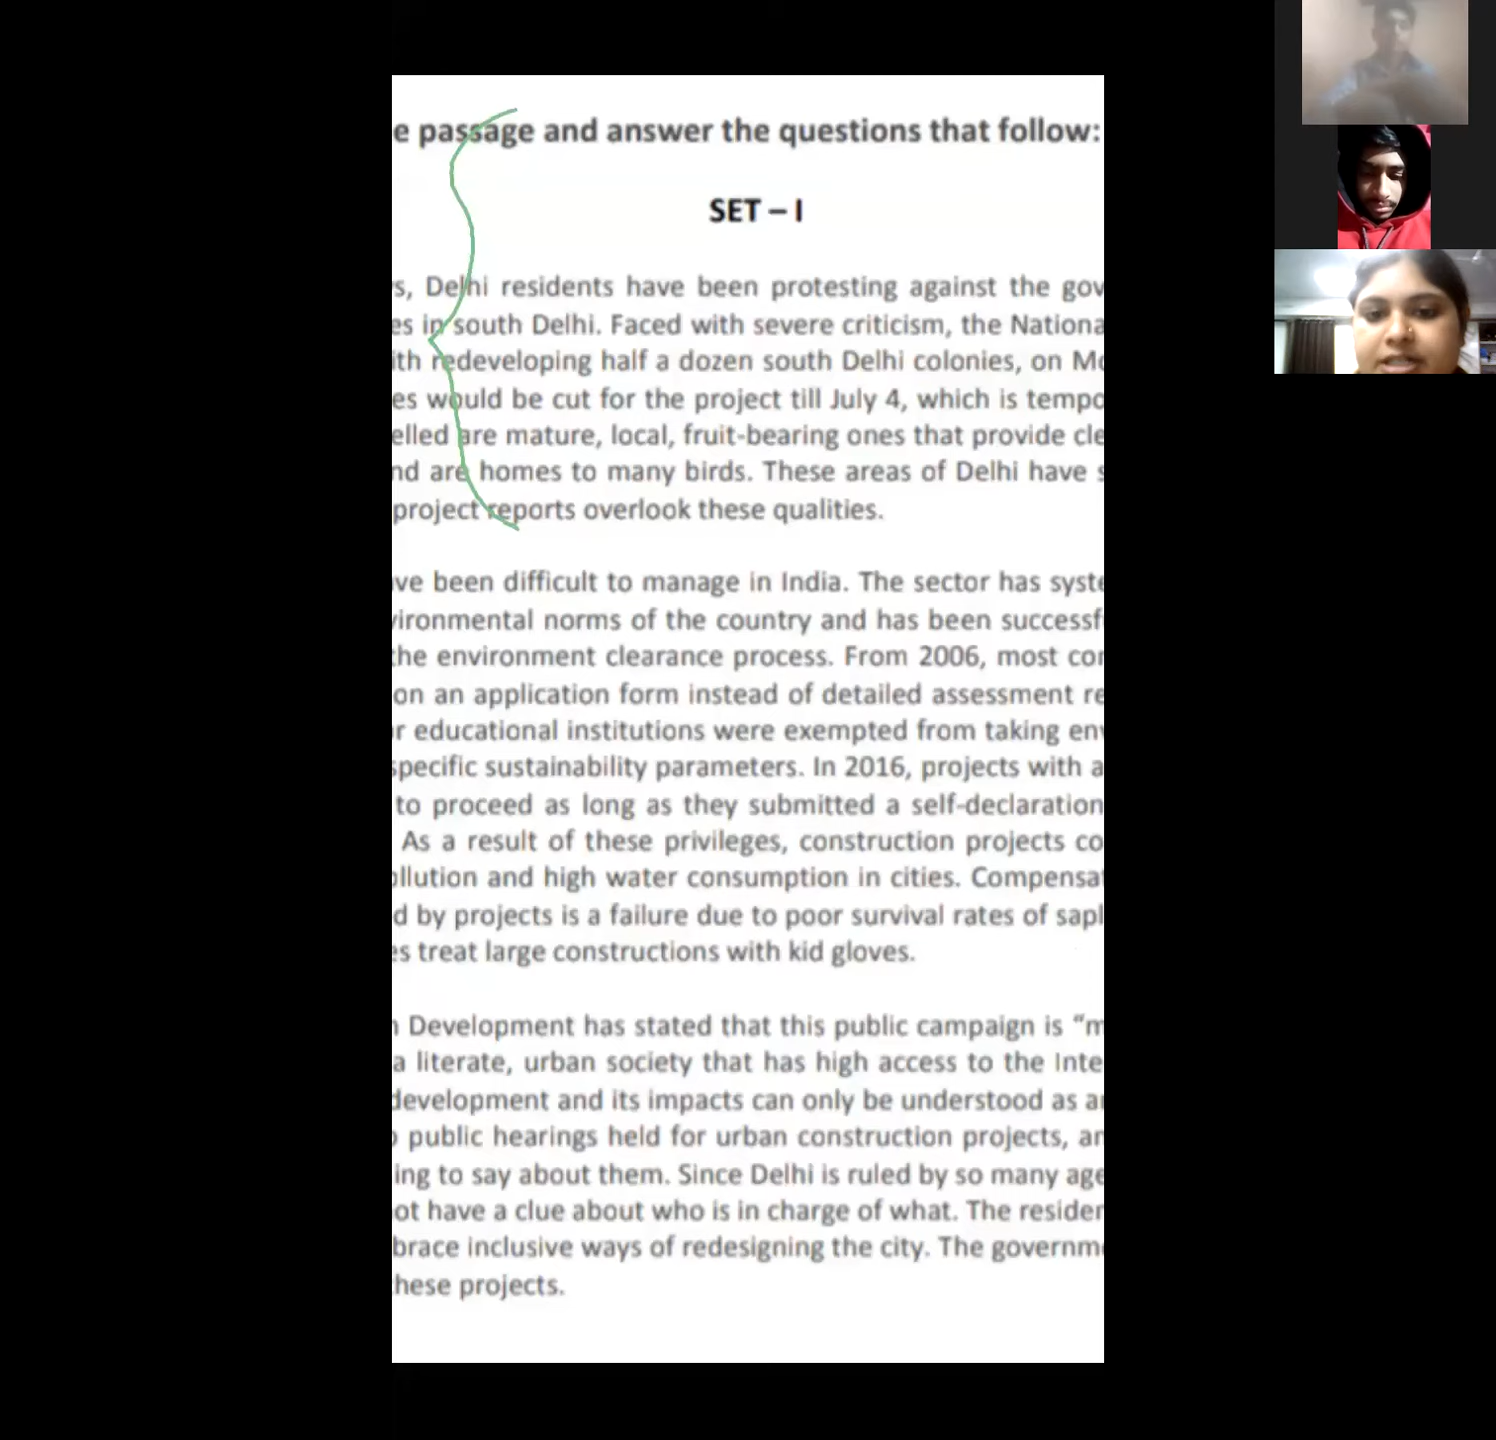 e passage and answer the questions that follow:
SET – I
s, Delhi residents have been protesting against the gov
es in south Delhi. Faced with severe criticism, the Nationa
ith redeveloping half a dozen south Delhi colonies, on Mo
es would be cut for the project till July 4, which is tempo
elled are mature, local, fruit-bearing ones that provide cle
nd are homes to many birds. These areas of Delhi have s
project reports overlook these qualities.
ve been difficult to manage in India. The sector has syste
vironmental norms of the country and has been successf
the environment clearance process. From 2006, most cor
on an application form instead of detailed assessment re
r educational institutions were exempted from taking env
specific sustainability parameters. In 2016, projects with a
to proceed as long as they submitted a self-declaration
As a result of these privileges, construction projects co
ollution and high water consumption in cities. Compensat
d by projects is a failure due to poor survival rates of sapl
es treat large constructions with kid gloves.
n Development has stated that this public campaign is “m
a literate, urban society that has high access to the Inte
development and its impacts can only be understood as a
o public hearings held for urban construction projects, an
ing to say about them. Since Delhi is ruled by so many age
ot have a clue about who is in charge of what. The residen
brace inclusive ways of redesigning the city. The governme
these projects.